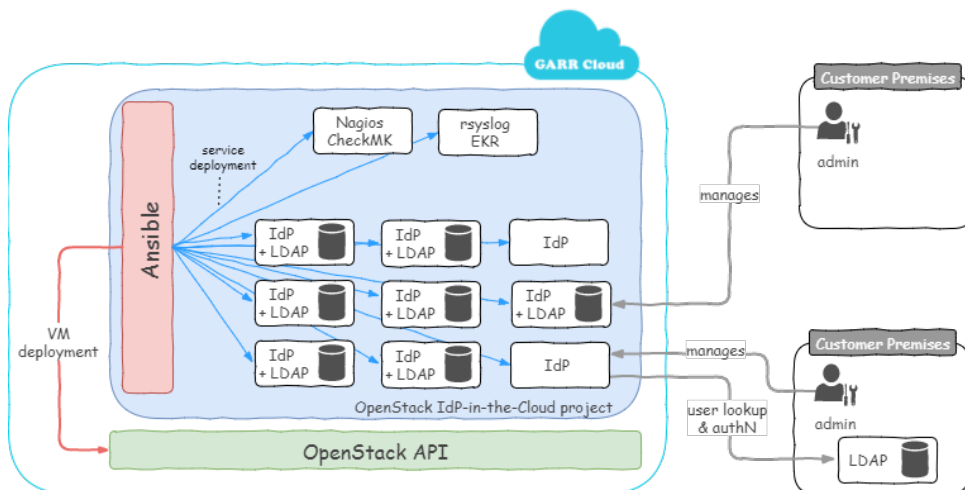 GARR Cloud
Customer Premises
Nagios
CheckMK
rsyslog
EKR
service
deployment
admin
manages
Ansible
IdP
+ LDAP
IdP
+ LDAP
IdP
IdP
+ LDAP
IdP
+ LDAP
IdP
+ LDAP
VM
deployment
IdP
+ LDAP
IdP
+ LDAP
IdP
Customer Premises
manages
admin
OpenStack IdP-in-the-Cloud project
user lookup
& authN
OpenStack API
LDAP